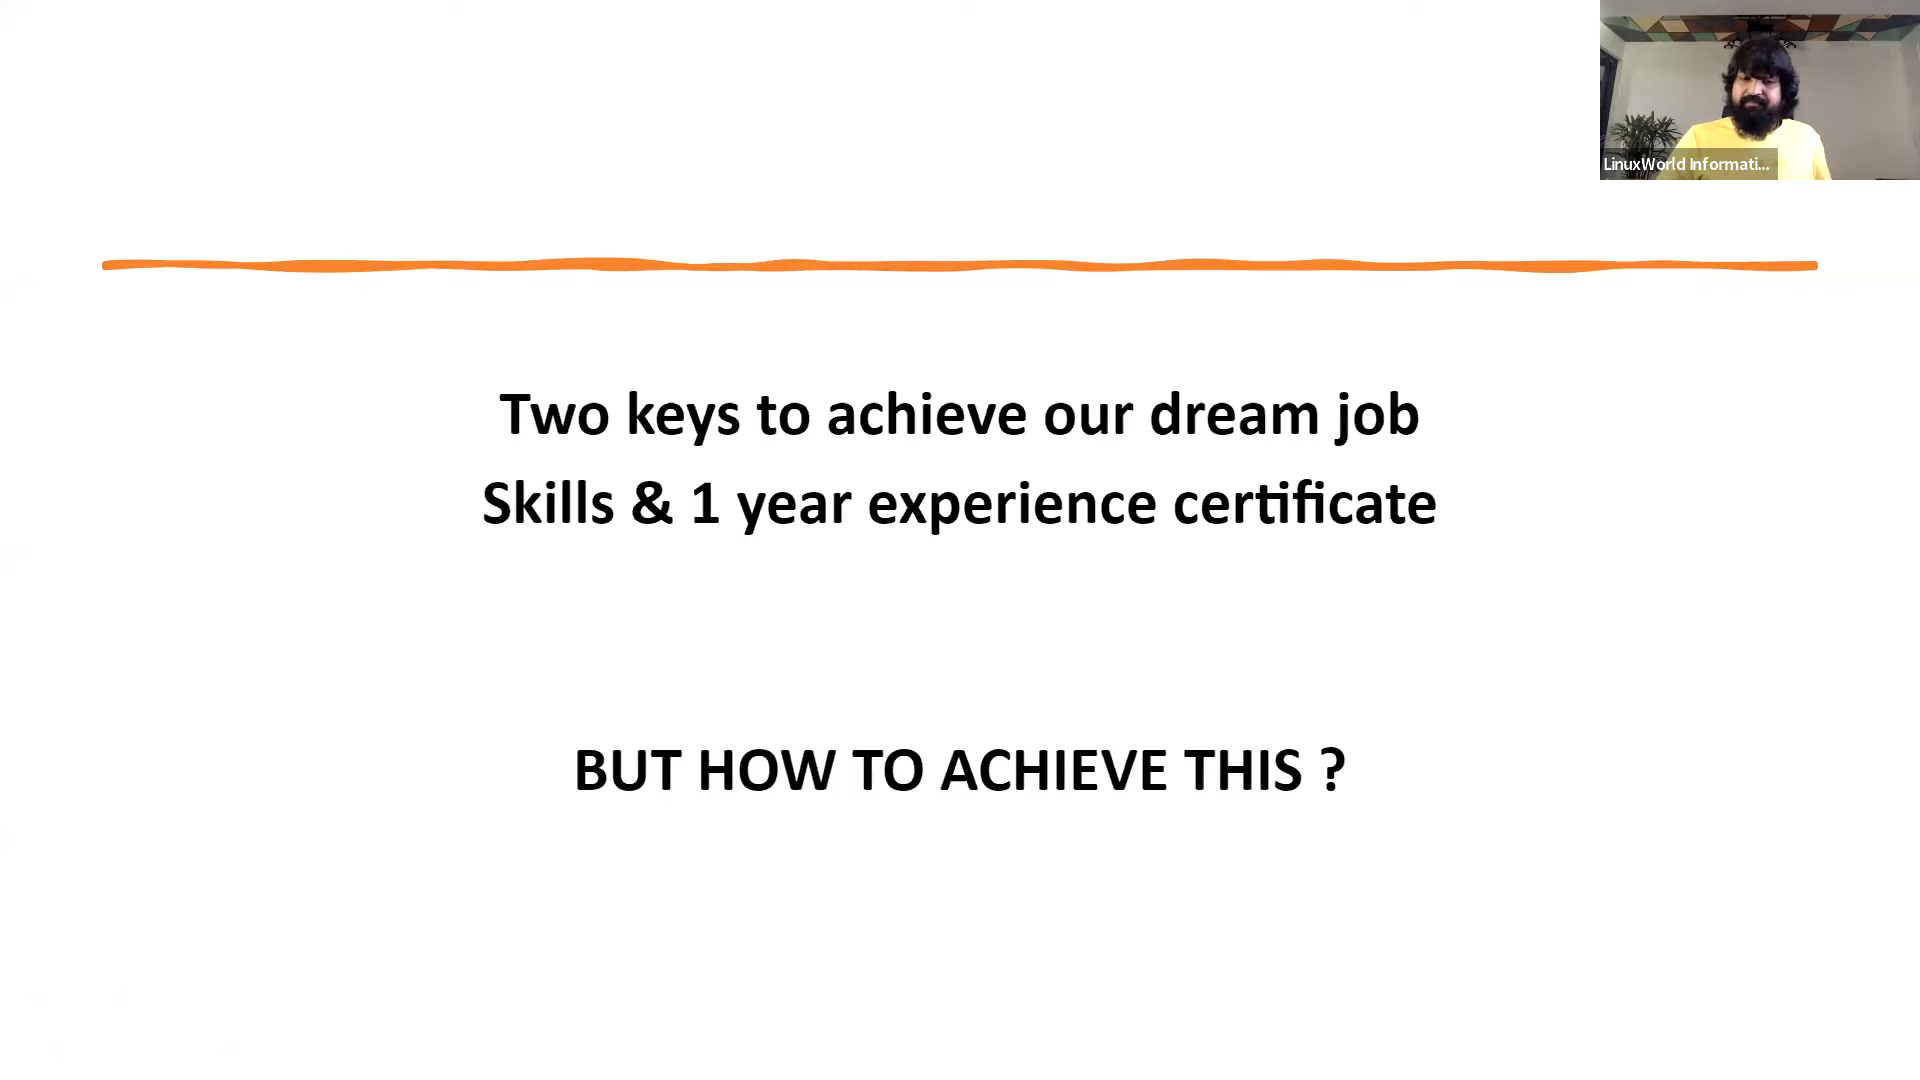 LinuxWorld Informati...
Two keys to achieve our dream job
Skills & 1 year experience certificate
BUT HOW TO ACHIEVE THIS ?